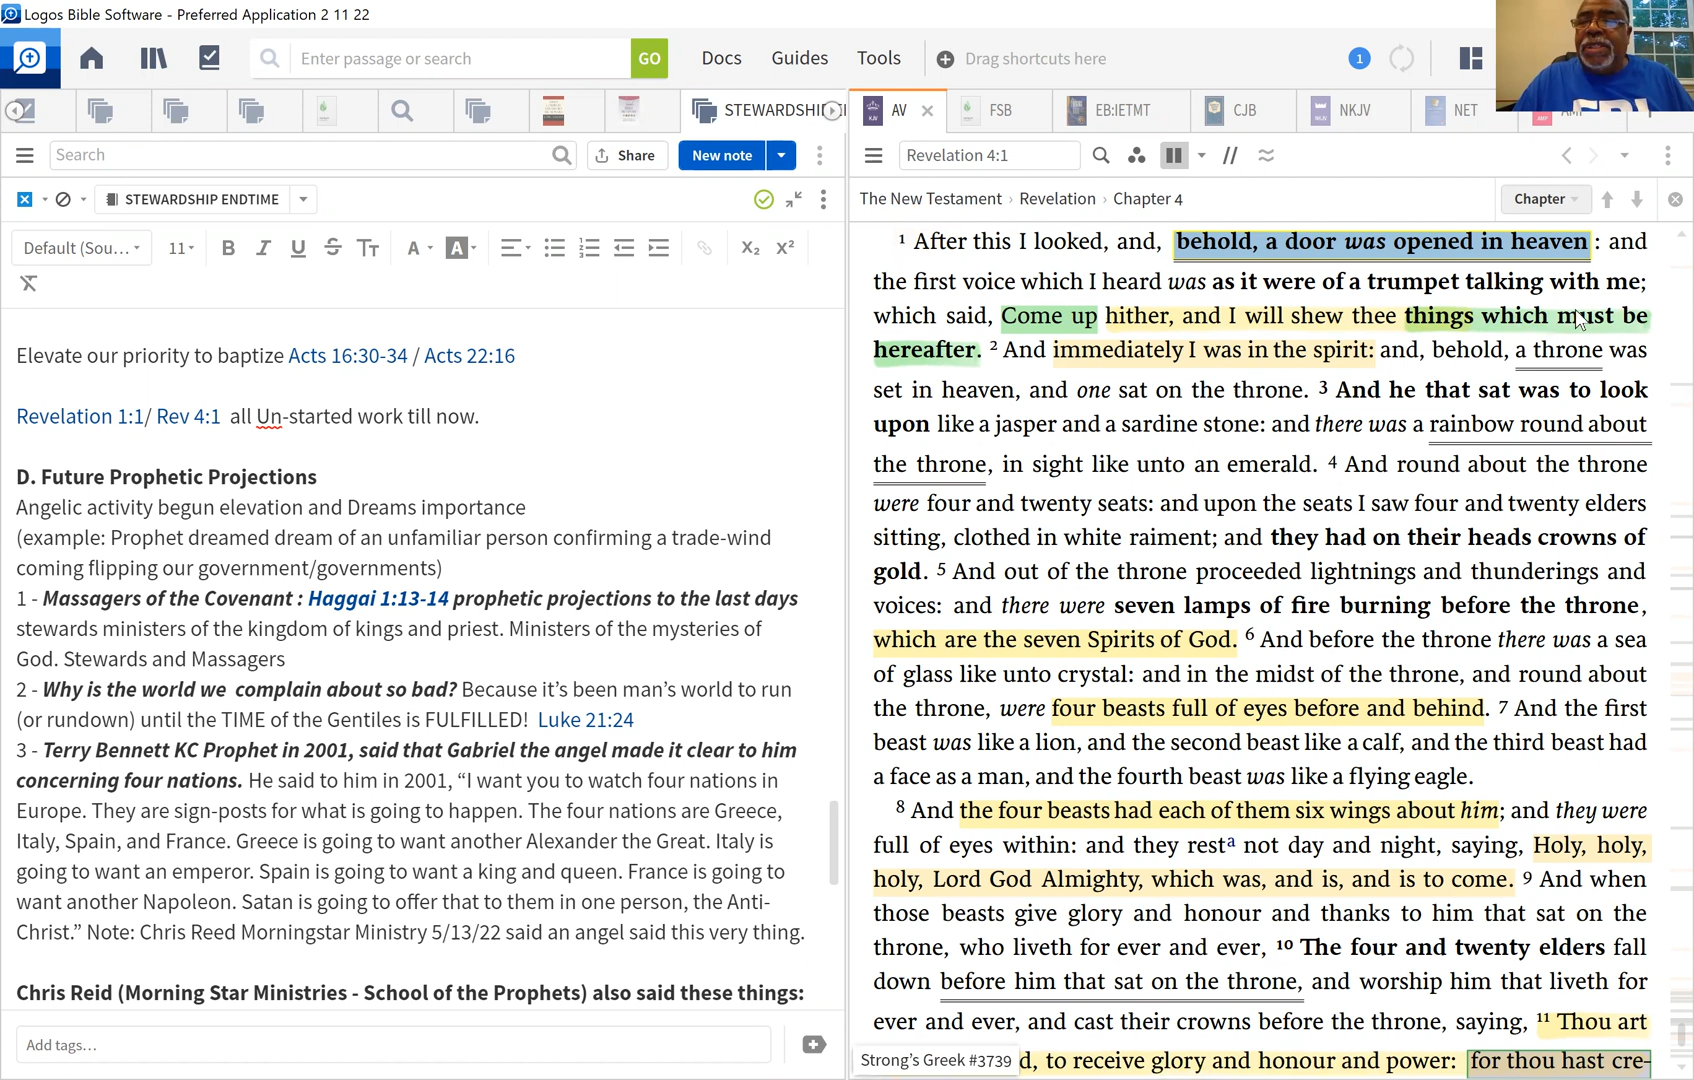 Logos Bible Software - Preferred Application 2 11 22
Enter passage or search
GO
Docs
Guides
Tools
Drag shortcuts here
1
STEWARDSHIP
AV
FSB
EB:IETMT
CJB
NKJV
NET
Search
Share
New note
Revelation 4:1
STEWARDSHIP ENDTIME
The New Testament › Revelation › Chapter 4
Chapter
Default (Sou...
11
Elevate our priority to baptize Acts 16:30-34 / Acts 22:16
Revelation 1:1/ Rev 4:1 all Un-started work till now.
D. Future Prophetic Projections
Angelic activity begun elevation and Dreams importance
(example: Prophet dreamed dream of an unfamiliar person confirming a trade-wind
coming flipping our government/governments)
1 - Massagers of the Covenant : Haggai 1:13-14 prophetic projections to the last days
stewards ministers of the kingdom of kings and priest. Ministers of the mysteries of
God. Stewards and Massagers
2 - Why is the world we complain about so bad? Because it's been man's world to run
(or rundown) until the TIME of the Gentiles is FULFILLED! Luke 21:24
3 - Terry Bennett KC Prophet in 2001, said that Gabriel the angel made it clear to him
concerning four nations. He said to him in 2001, “I want you to watch four nations in
Europe. They are sign-posts for what is going to happen. The four nations are Greece,
Italy, Spain, and France. Greece is going to want another Alexander the Great. Italy is
going to want an emperor. Spain is going to want a king and queen. France is going to
want another Napoleon. Satan is going to offer that to them in one person, the Anti-
Christ.” Note: Chris Reed Morningstar Ministry 5/13/22 said an angel said this very thing.
Chris Reid (Morning Star Ministries - School of the Prophets) also said these things:
Add tags...
1 After this I looked, and, behold, a door was opened in heaven : and
the first voice which I heard was as it were of a trumpet talking with me;
which said, Come up hither, and I will shew thee things which must be
hereafter. 2 And immediately I was in the spirit: and, behold, a throne was
set in heaven, and one sat on the throne. 3 And he that sat was to look
upon like a jasper and a sardine stone: and there was a rainbow round about
the throne, in sight like unto an emerald. 4 And round about the throne
were four and twenty seats: and upon the seats I saw four and twenty elders
sitting, clothed in white raiment; and they had on their heads crowns of
gold. 5 And out of the throne proceeded lightnings and thunderings and
voices: and there were seven lamps of fire burning before the throne,
which are the seven Spirits of God. 6 And before the throne there was a sea
of glass like unto crystal: and in the midst of the throne, and round about
the throne, were four beasts full of eyes before and behind. 7 And the first
beast was like a lion, and the second beast like a calf, and the third beast had
a face as a man, and the fourth beast was like a flying eagle.
8 And the four beasts had each of them six wings about him; and they were
full of eyes within: and they rest a not day and night, saying, Holy, holy,
holy, Lord God Almighty, which was, and is, and is to come. 9 And when
those beasts give glory and honour and thanks to him that sat on the
throne, who liveth for ever and ever, 10 The four and twenty elders fall
down before him that sat on the throne, and worship him that liveth for
ever and ever, and cast their crowns before the throne, saying, 11 Thou art
d, to receive glory and honour and power: for thou hast cre-
Strong's Greek #3739